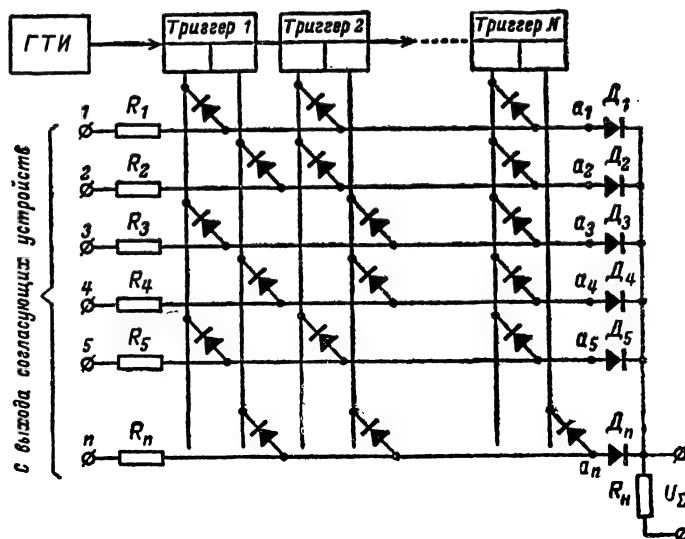 ГТИ
Триггер 1
Триггер 2
Триггер N
С выхода согласующих устройств
1 R1 a1 Д1
2 R2 a2 Д2
3 R3 a3 Д3
4 R4 a4 Д4
5 R5 a5 Д5
n Rn an Дn
Rн UΣ